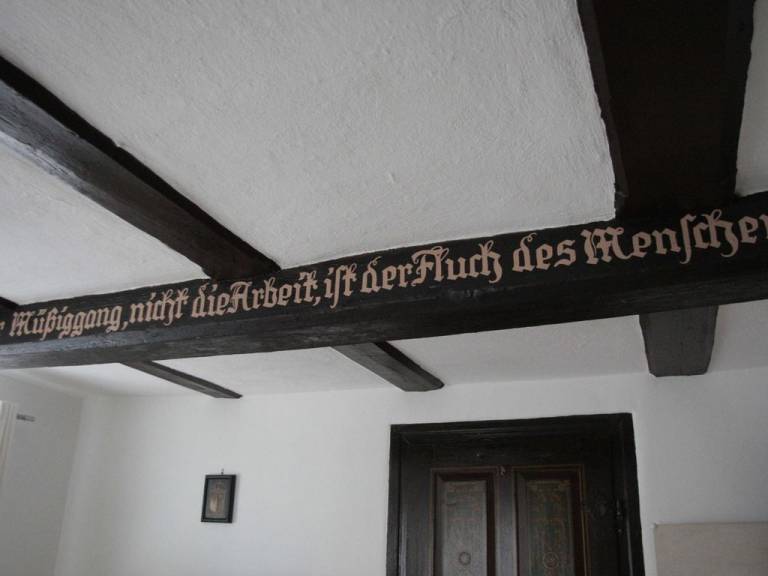 r Müßiggang, nicht die Arbeit, ist der Fluch des Menschen